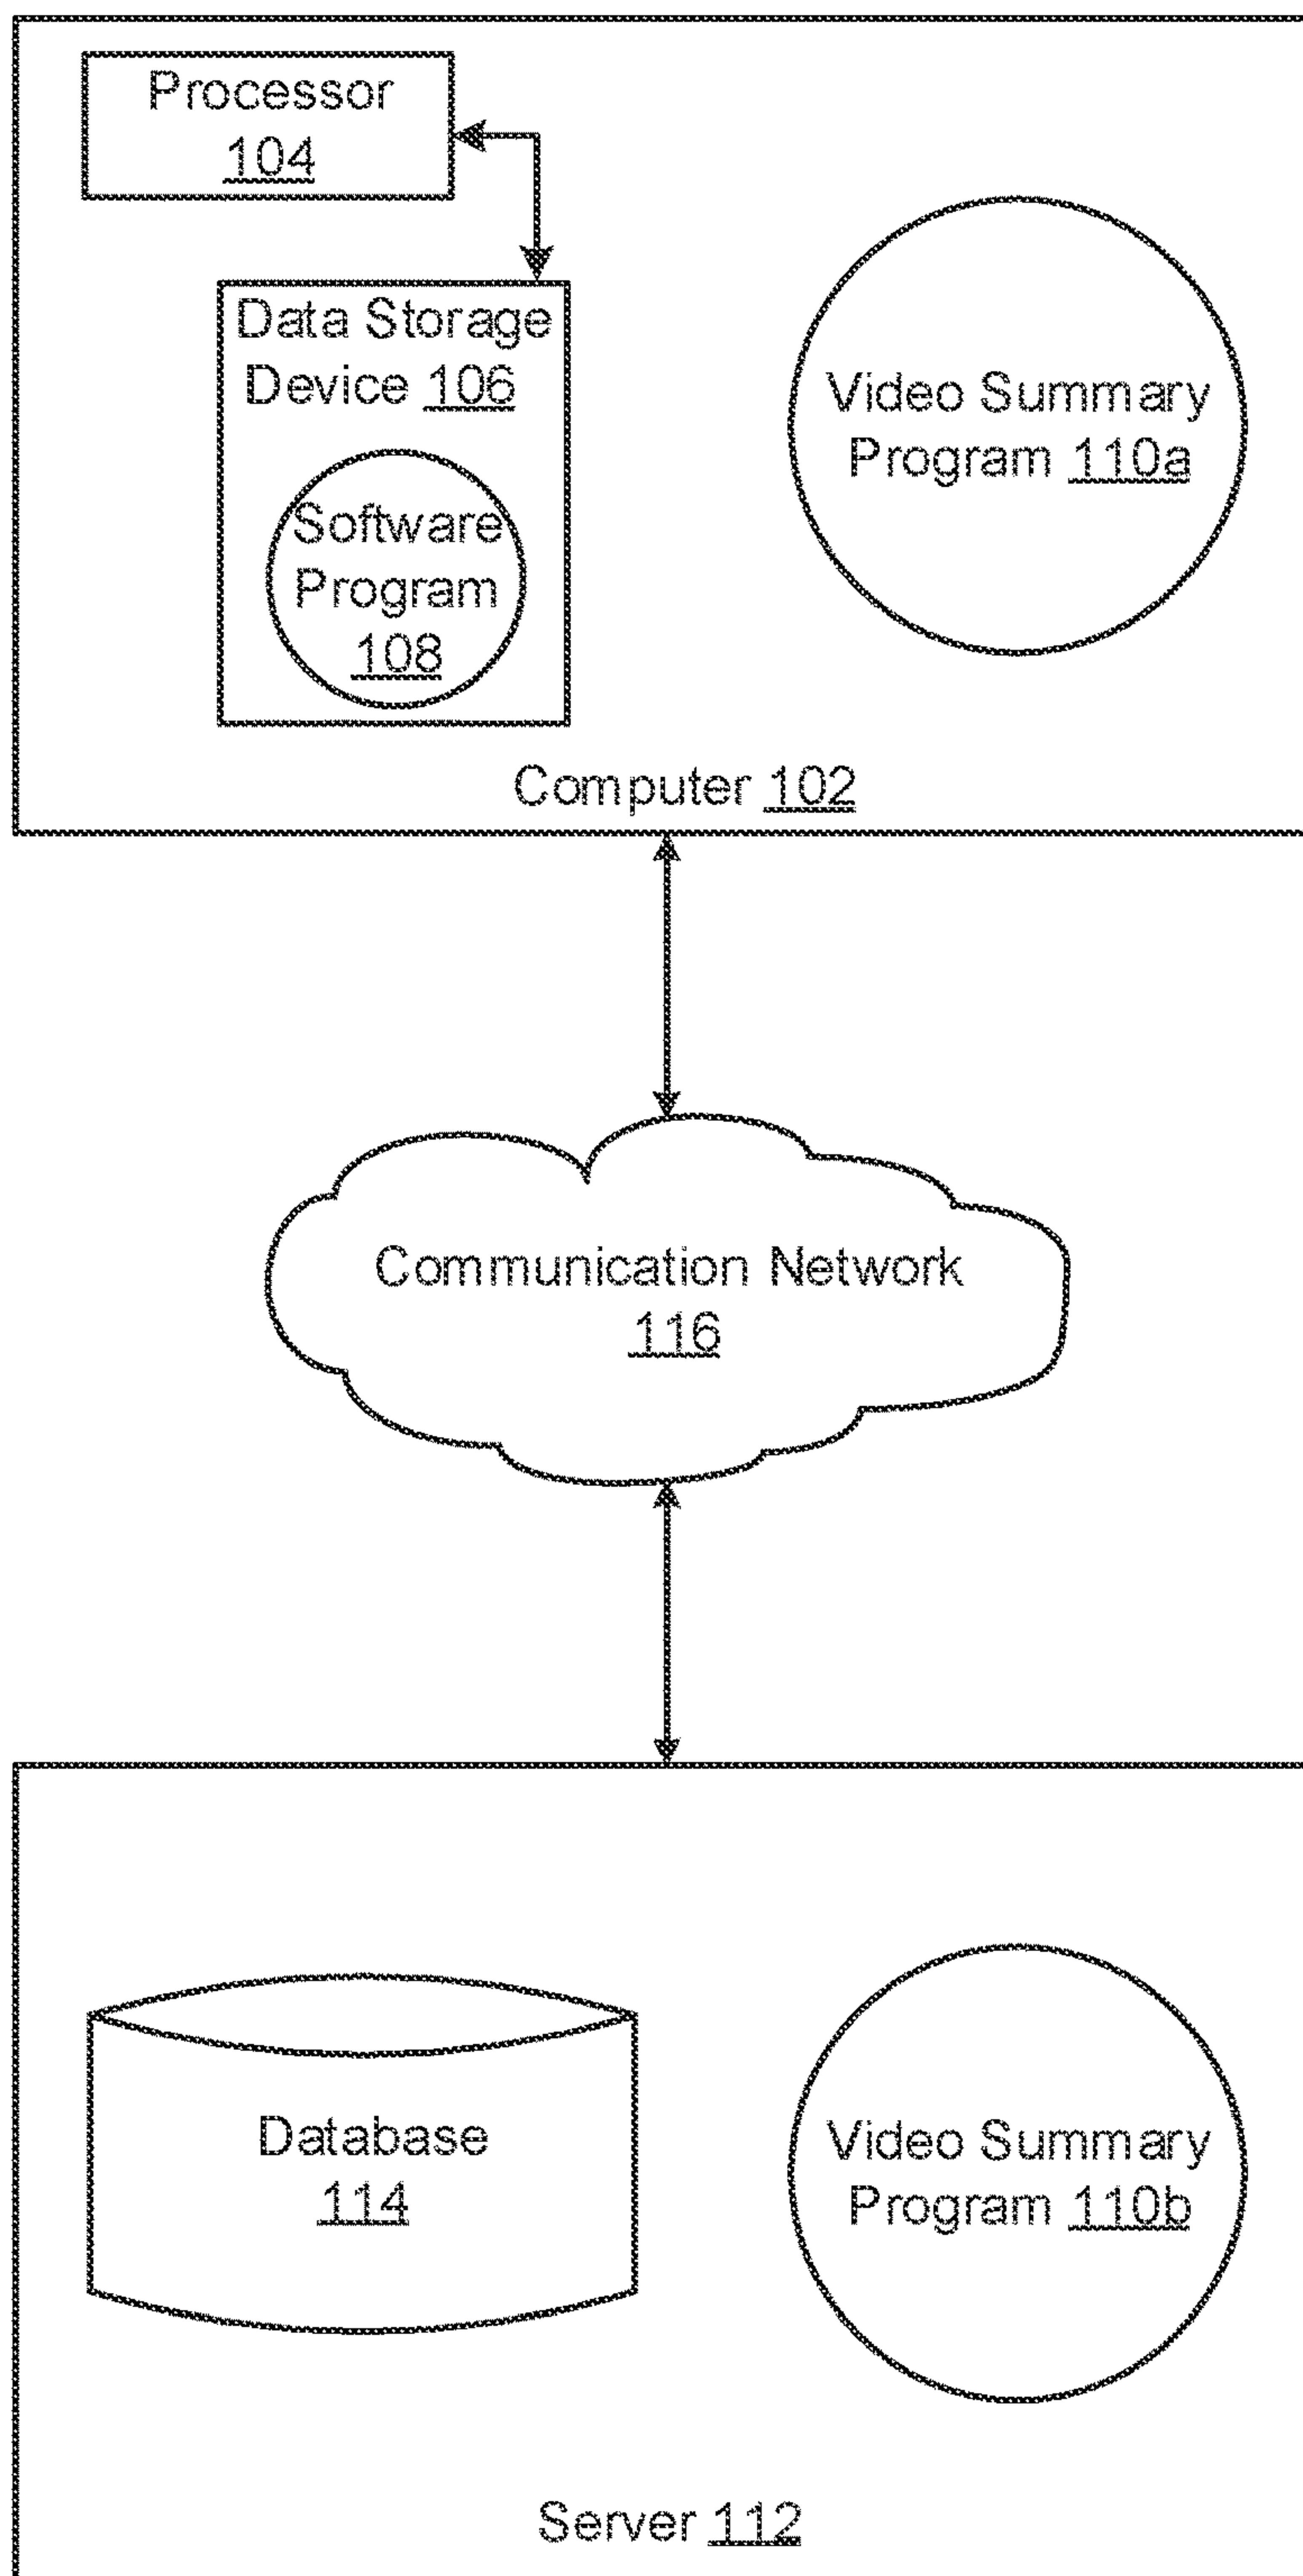 Processor
104
Data Storage
Device 106
Software
Program
108
Video Summary
Program 110a
Computer 102
Communication Network
116
Database
114
Video Summary
Program 110b
Server 112